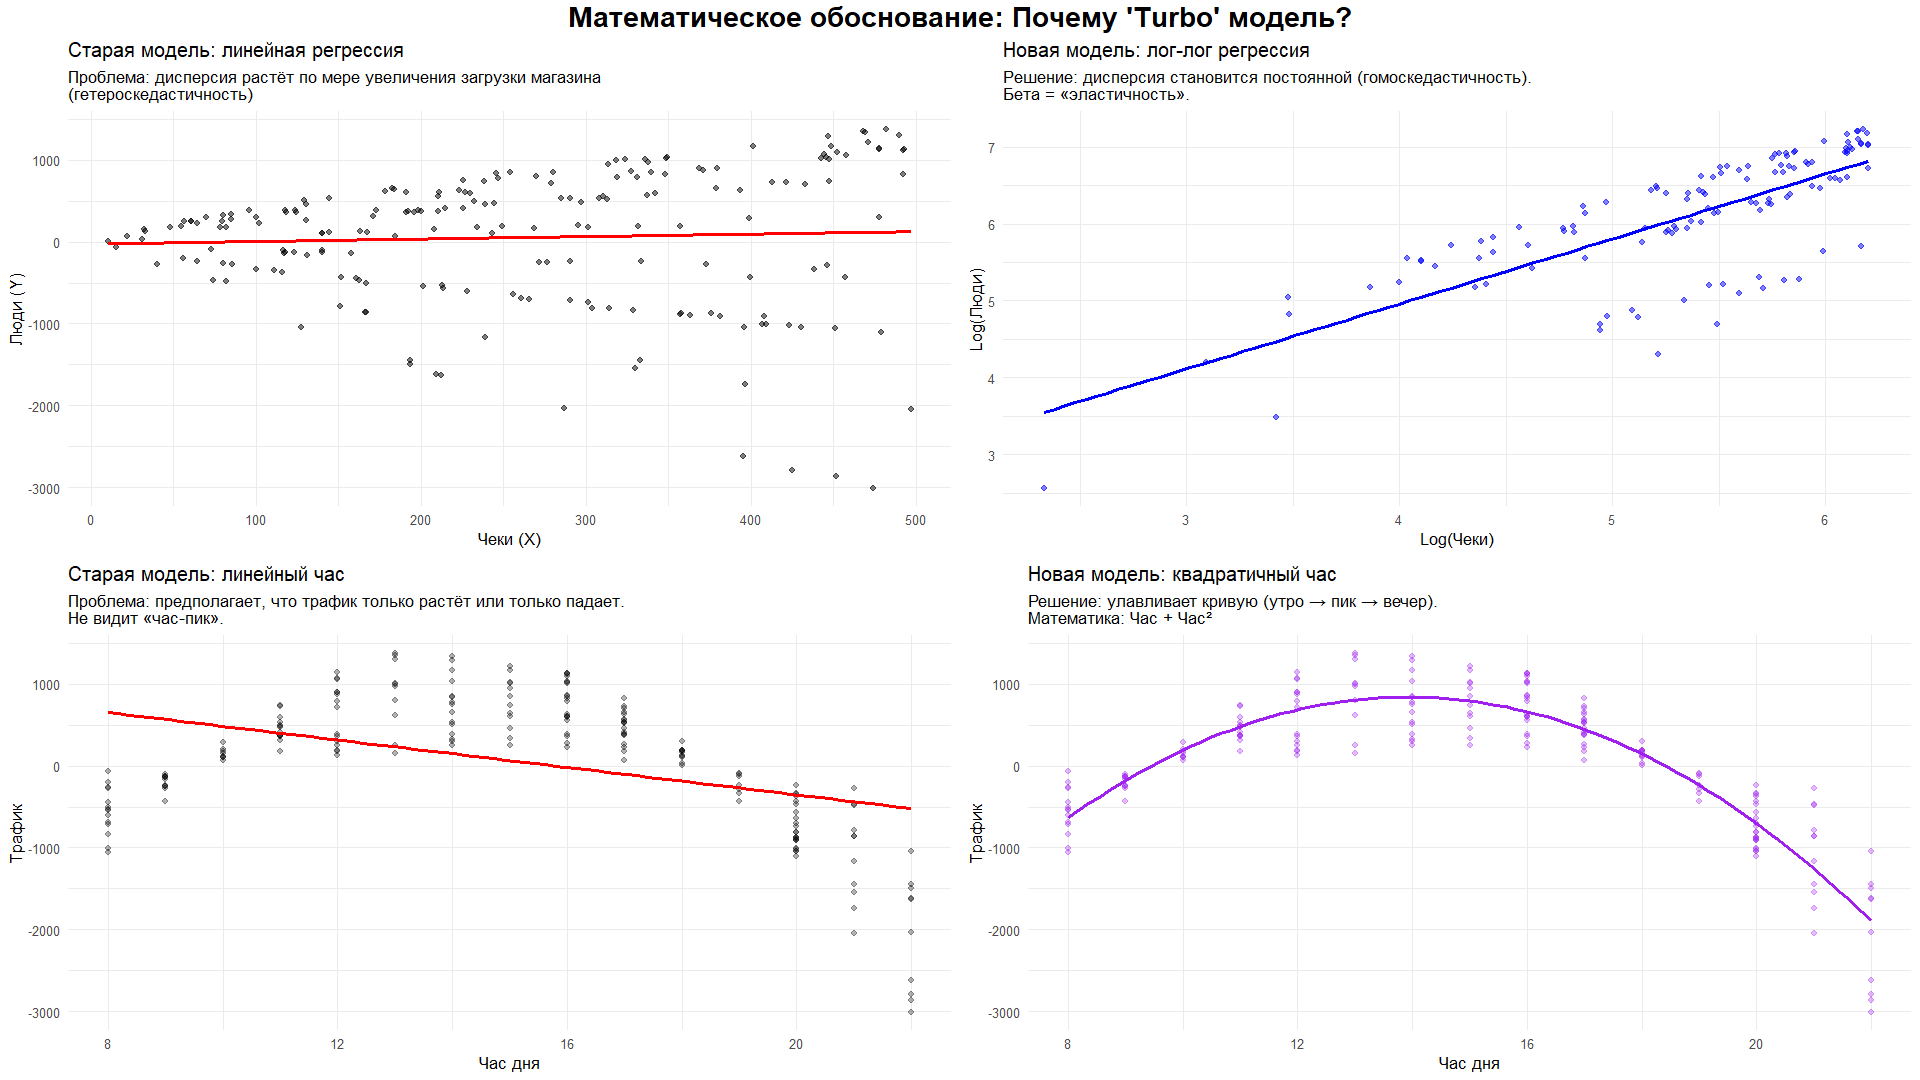 Математическое обоснование: Почему 'Turbo' модель?
Старая модель: линейная регрессия
Проблема: дисперсия растёт по мере увеличения загрузки магазина
(гетероскедастичность)
Люди (Y)
1000
0
-1000
-2000
-3000
0
100
200
300
400
500
Чеки (X)
Новая модель: лог-лог регрессия
Решение: дисперсия становится постоянной (гомоскедастичность).
Бета = «эластичность».
Log(Люди)
7
6
5
4
3
3
4
5
6
Log(Чеки)
Старая модель: линейный час
Проблема: предполагает, что трафик только растёт или только падает.
Не видит «час-пик».
Трафик
1000
0
-1000
-2000
-3000
8
12
16
20
Час дня
Новая модель: квадратичный час
Решение: улавливает кривую (утро → пик → вечер).
Математика: Час + Час²
Трафик
1000
0
-1000
-2000
-3000
8
12
16
20
Час дня